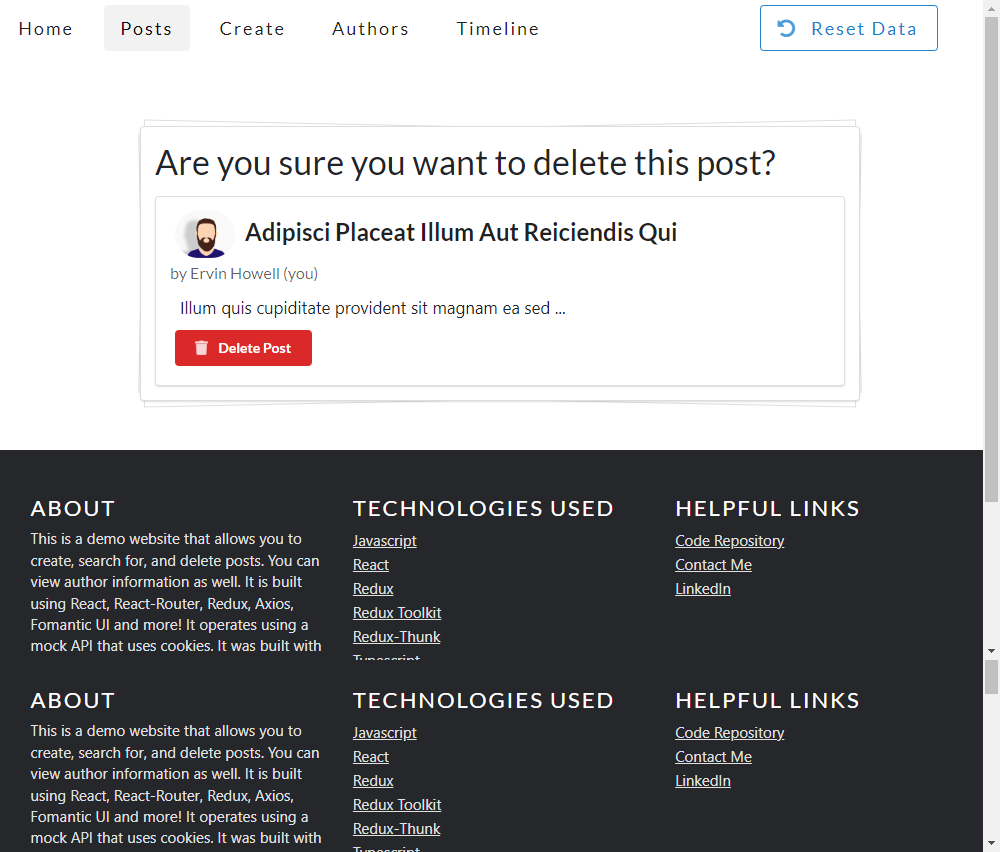 Home Posts Create Authors Timeline Reset Data
Are you sure you want to delete this post?
Adipisci Placeat Illum Aut Reiciendis Qui
by Ervin Howell (you)
Illum quis cupiditate provident sit magnam ea sed ...
Delete Post
ABOUT
This is a demo website that allows you to
create, search for, and delete posts. You can
view author information as well. It is built
using React, React-Router, Redux, Axios,
Fomantic UI and more! It operates using a
mock API that uses cookies. It was built with
TECHNOLOGIES USED
Javascript
React
Redux
Redux Toolkit
Redux-Thunk
Typescript
HELPFUL LINKS
Code Repository
Contact Me
LinkedIn
ABOUT
This is a demo website that allows you to
create, search for, and delete posts. You can
view author information as well. It is built
using React, React-Router, Redux, Axios,
Fomantic UI and more! It operates using a
mock API that uses cookies. It was built with
TECHNOLOGIES USED
Javascript
React
Redux
Redux Toolkit
Redux-Thunk
Typescript
HELPFUL LINKS
Code Repository
Contact Me
LinkedIn